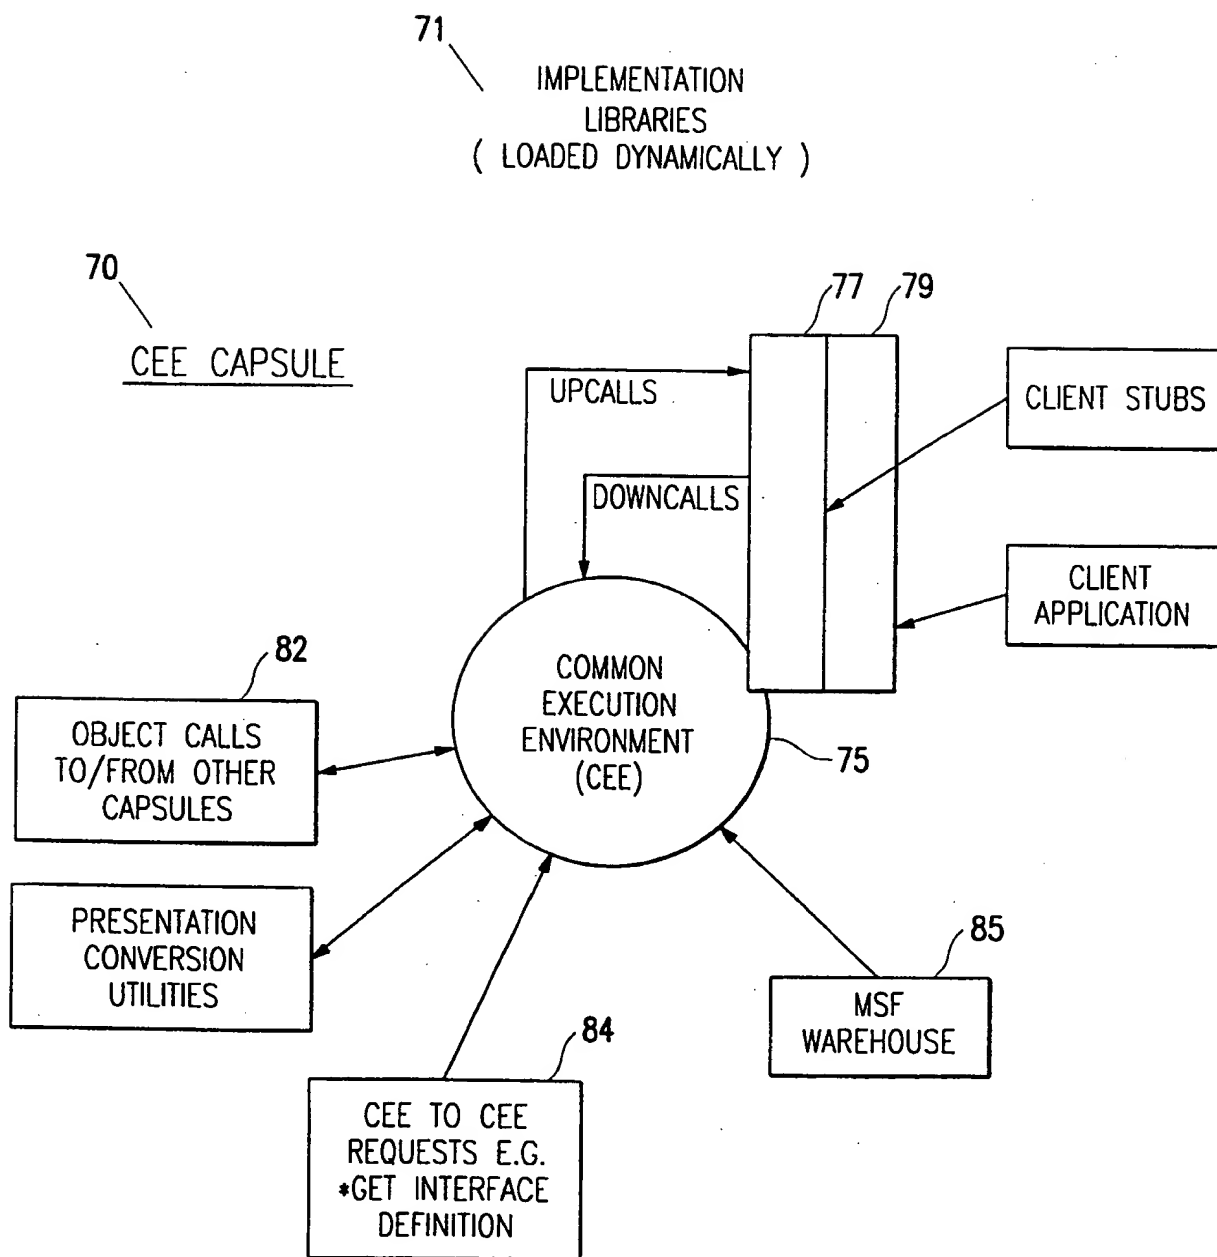 71
IMPLEMENTATION
LIBRARIES
( LOADED DYNAMICALLY )
70
CEE CAPSULE
77
79
UPCALLS
DOWNCALLS
CLIENT STUBS
CLIENT
APPLICATION
COMMON
EXECUTION
ENVIRONMENT
(CEE)
75
82
OBJECT CALLS
TO/FROM OTHER
CAPSULES
PRESENTATION
CONVERSION
UTILITIES
84
CEE TO CEE
REQUESTS E.G.
*GET INTERFACE
DEFINITION
85
MSF
WAREHOUSE